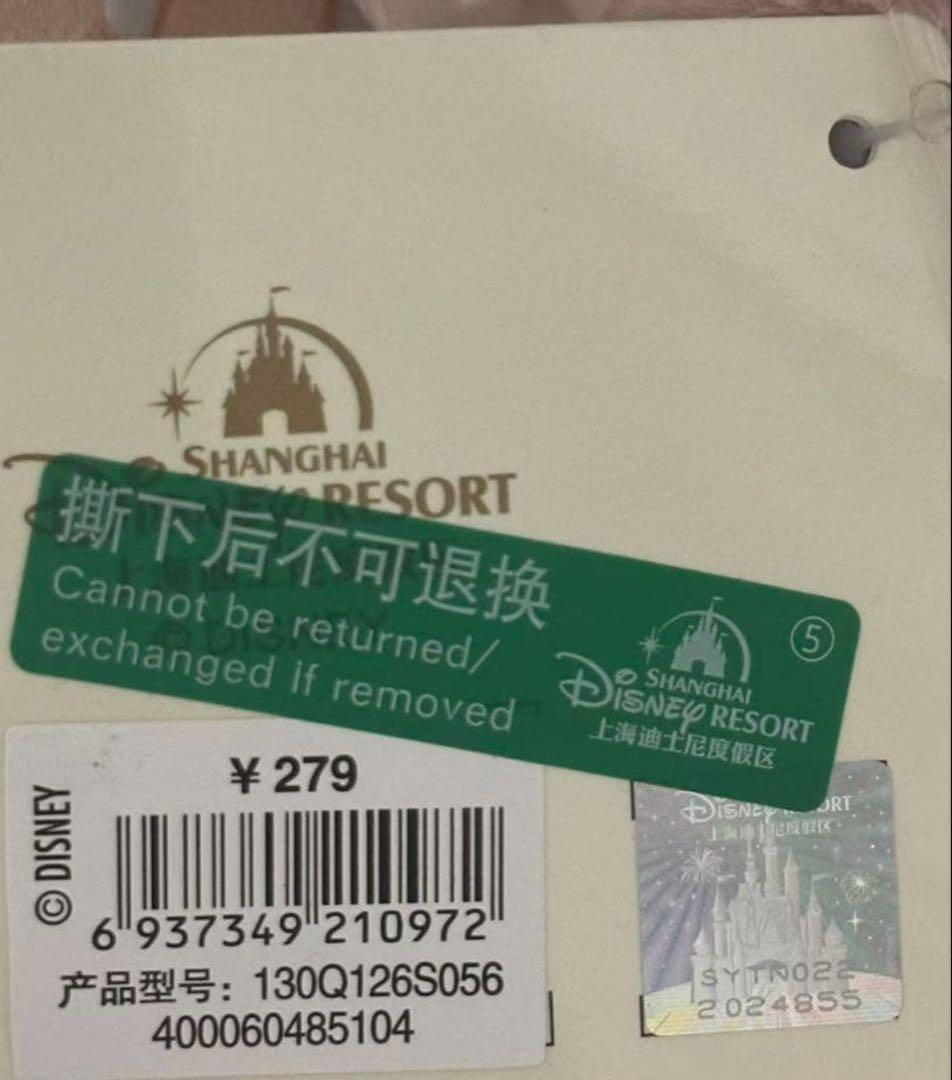 SHANGHAI
RESORT
撕下后不可退换
Cannot be returned/
exchanged if removed
⑤
SHANGHAI
DISNEY RESORT
上海迪士尼度假区
© DISNEY
¥ 279
6 937349 210972
产品型号：130Q126S056
400060485104
DISNEY
上海迪士尼度假区
SYTN022
2024855